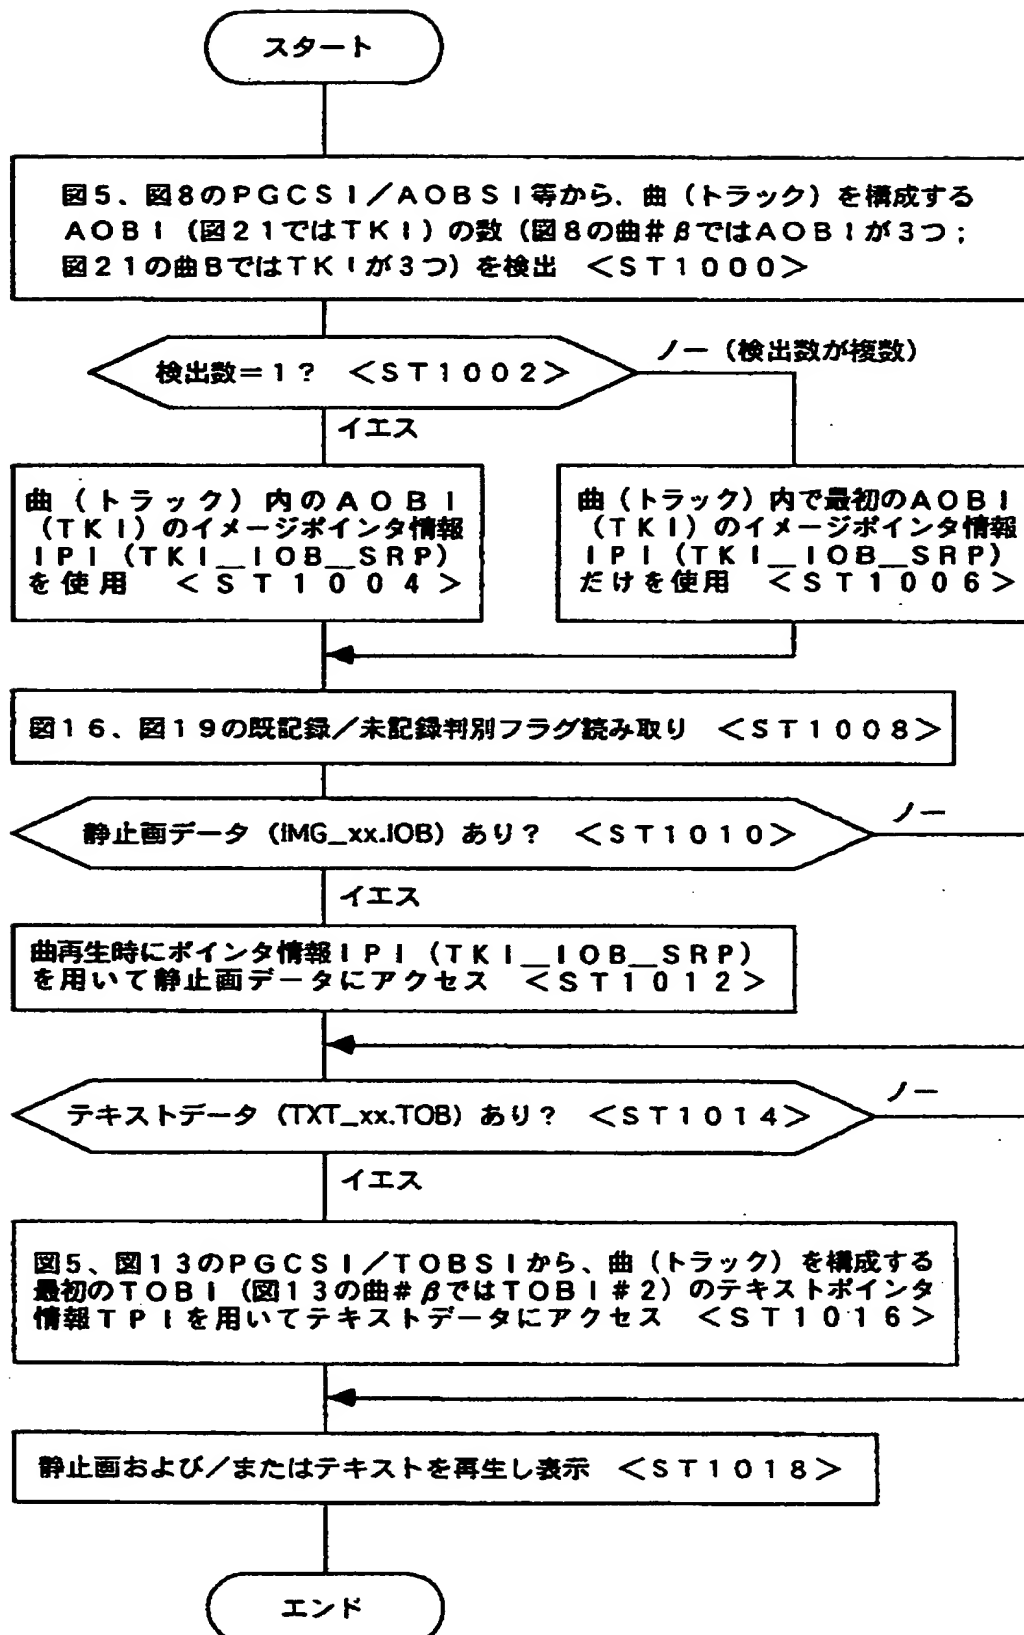 スタート
図5、図8のPGCSI／AOBSI等から、曲（トラック）を構成する
AOBI（図21ではTKI）の数（図8の曲#βではAOBIが3つ；
図21の曲BではTKIが3つ）を検出 ＜ST1000＞
検出数＝1？ ＜ST1002＞
ノー（検出数が複数）
イエス
曲（トラック）内のAOBI
（TKI）のイメージポインタ情報
IPI（TKI_IOB_SRP）
を使用 ＜ST1004＞
曲（トラック）内で最初のAOBI
（TKI）のイメージポインタ情報
IPI（TKI_IOB_SRP）
だけを使用 ＜ST1006＞
図16、図19の既記録／未記録判別フラグ読み取り ＜ST1008＞
静止画データ（IMG_xx.IOB）あり？ ＜ST1010＞
ノー
イエス
曲再生時にポインタ情報IPI（TKI_IOB_SRP）
を用いて静止画データにアクセス ＜ST1012＞
テキストデータ（TXT_xx.TOB）あり？ ＜ST1014＞
ノー
イエス
図5、図13のPGCSI／TOBSIから、曲（トラック）を構成する
最初のTOBI（図13の曲#βではTOBI#2）のテキストポインタ
情報TPIを用いてテキストデータにアクセス ＜ST1016＞
静止画および／またはテキストを再生し表示 ＜ST1018＞
エンド